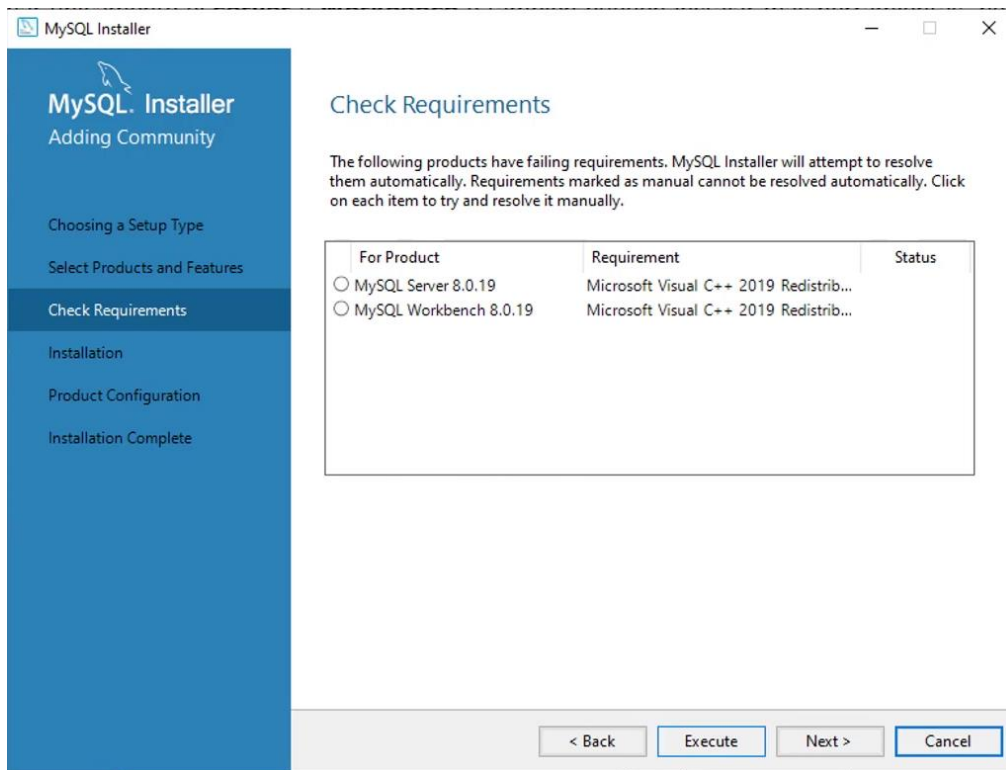 MySQL Installer
MySQL. Installer
Adding Community
Choosing a Setup Type
Select Products and Features
Check Requirements
Installation
Product Configuration
Installation Complete
Check Requirements
The following products have failing requirements. MySQL Installer will attempt to resolve
them automatically. Requirements marked as manual cannot be resolved automatically. Click
on each item to try and resolve it manually.
For Product Requirement Status
MySQL Server 8.0.19 Microsoft Visual C++ 2019 Redistrib...
MySQL Workbench 8.0.19 Microsoft Visual C++ 2019 Redistrib...
< Back Execute Next > Cancel